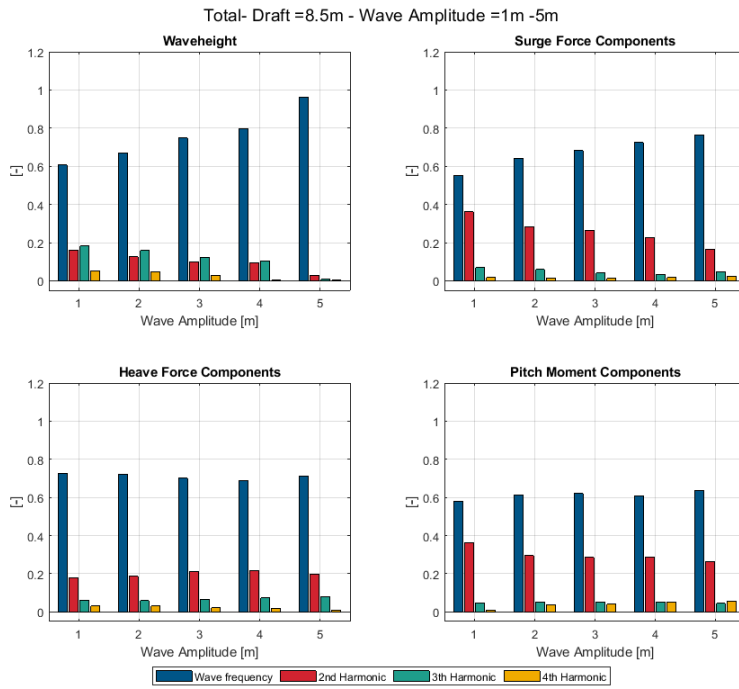 Total- Draft =8.5m - Wave Amplitude =1m -5m
Waveheight
1.2
1
0.8
0.6
0.4
0.2
0
[-]
1 2 3 4 5
Wave Amplitude [m]
Surge Force Components
1.2
1
0.8
0.6
0.4
0.2
0
[-]
1 2 3 4 5
Wave Amplitude [m]
Heave Force Components
1.2
1
0.8
0.6
0.4
0.2
0
[-]
1 2 3 4 5
Wave Amplitude [m]
Pitch Moment Components
1.2
1
0.8
0.6
0.4
0.2
0
[-]
1 2 3 4 5
Wave Amplitude [m]
Wave frequency 2nd Harmonic 3th Harmonic 4th Harmonic